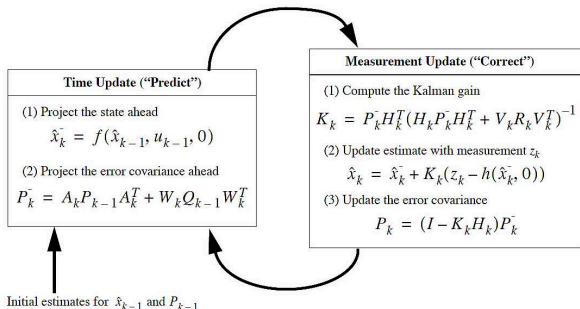 Time Update (“Predict”)
(1) Project the state ahead
x̂ₖ⁻ = f(x̂ₖ₋₁, uₖ₋₁, 0)
(2) Project the error covariance ahead
Pₖ⁻ = AₖPₖ₋₁Aₖᵀ + WₖQₖ₋₁Wₖᵀ
Measurement Update (“Correct”)
(1) Compute the Kalman gain
Kₖ = Pₖ⁻Hₖᵀ(HₖPₖ⁻Hₖᵀ + VₖRₖVₖᵀ)⁻¹
(2) Update estimate with measurement zₖ
x̂ₖ = x̂ₖ⁻ + Kₖ(zₖ – h(x̂ₖ⁻, 0))
(3) Update the error covariance
Pₖ = (I – KₖHₖ)Pₖ⁻
Initial estimates for x̂ₖ₋₁ and Pₖ₋₁